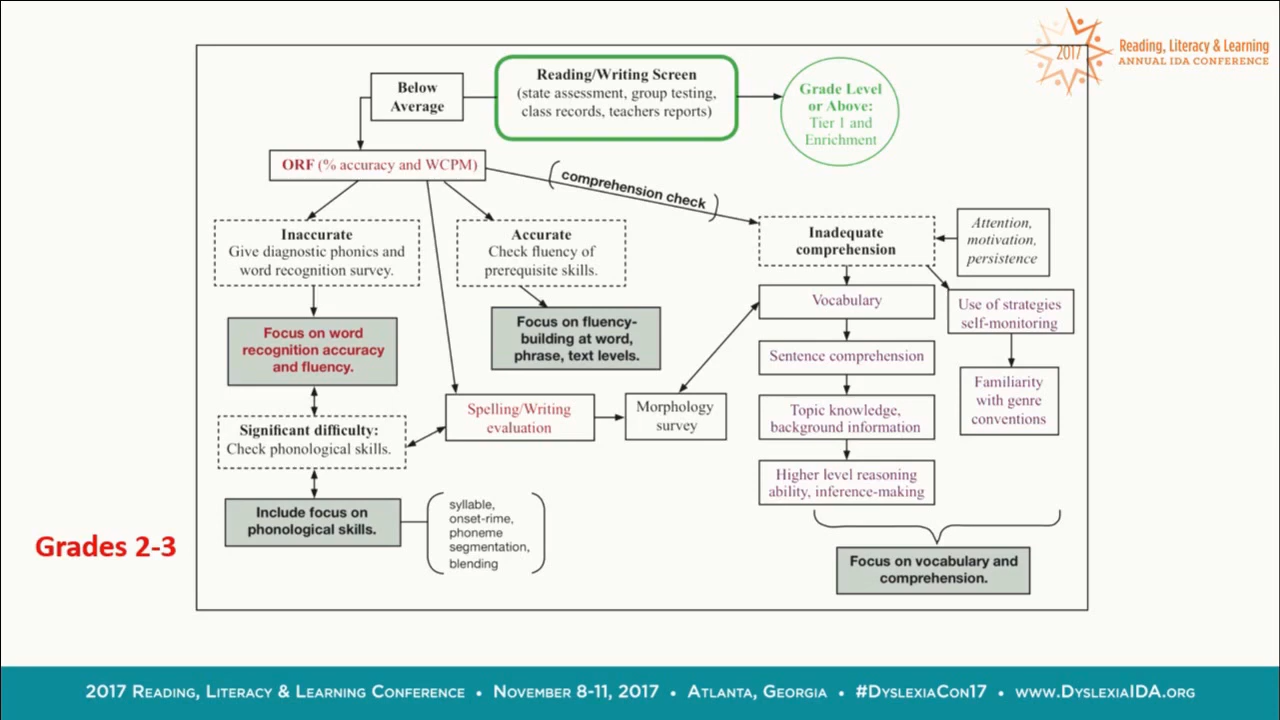 2017
Reading, Literacy & Learning
ANNUAL IDA CONFERENCE
Below
Average
Reading/Writing Screen
(state assessment, group testing,
class records, teachers reports)
Grade Level
or Above:
Tier 1 and
Enrichment
ORF (% accuracy and WCPM)
comprehension check
Inaccurate
Give diagnostic phonics and
word recognition survey.
Accurate
Check fluency of
prerequisite skills.
Inadequate
comprehension
Attention,
motivation,
persistence
Focus on word
recognition accuracy
and fluency.
Focus on fluency-
building at word,
phrase, text levels.
Vocabulary
Use of strategies
self-monitoring
Sentence comprehension
Familiarity
with genre
conventions
Significant difficulty:
Check phonological skills.
Spelling/Writing
evaluation
Morphology
survey
Topic knowledge,
background information
Higher level reasoning
ability, inference-making
Include focus on
phonological skills.
syllable,
onset-rime,
phoneme
segmentation,
blending
Focus on vocabulary and
comprehension.
Grades 2-3
2017 Reading, Literacy & Learning Conference • November 8-11, 2017 • Atlanta, Georgia • #DyslexiaCon17 • www.DyslexiaIDA.org